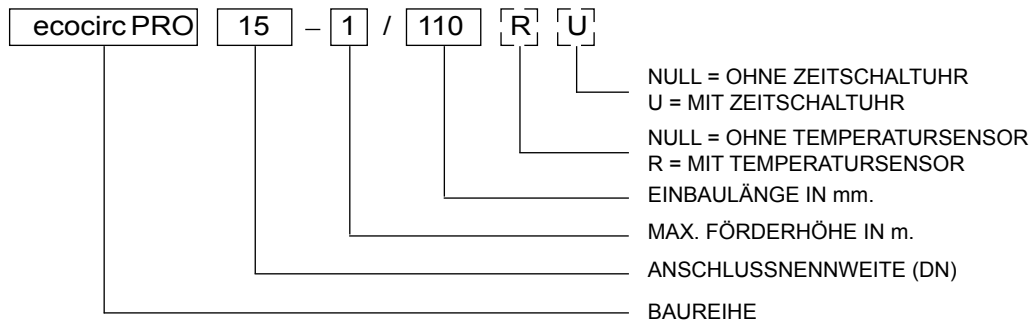 ecocirc PRO 15 – 1 / 110 R U
NULL = OHNE ZEITSCHALTUHR
U = MIT ZEITSCHALTUHR
NULL = OHNE TEMPERATURSENSOR
R = MIT TEMPERATURSENSOR
EINBAULÄNGE IN mm.
MAX. FÖRDERHÖHE IN m.
ANSCHLUSSNENNWEITE (DN)
BAUREIHE